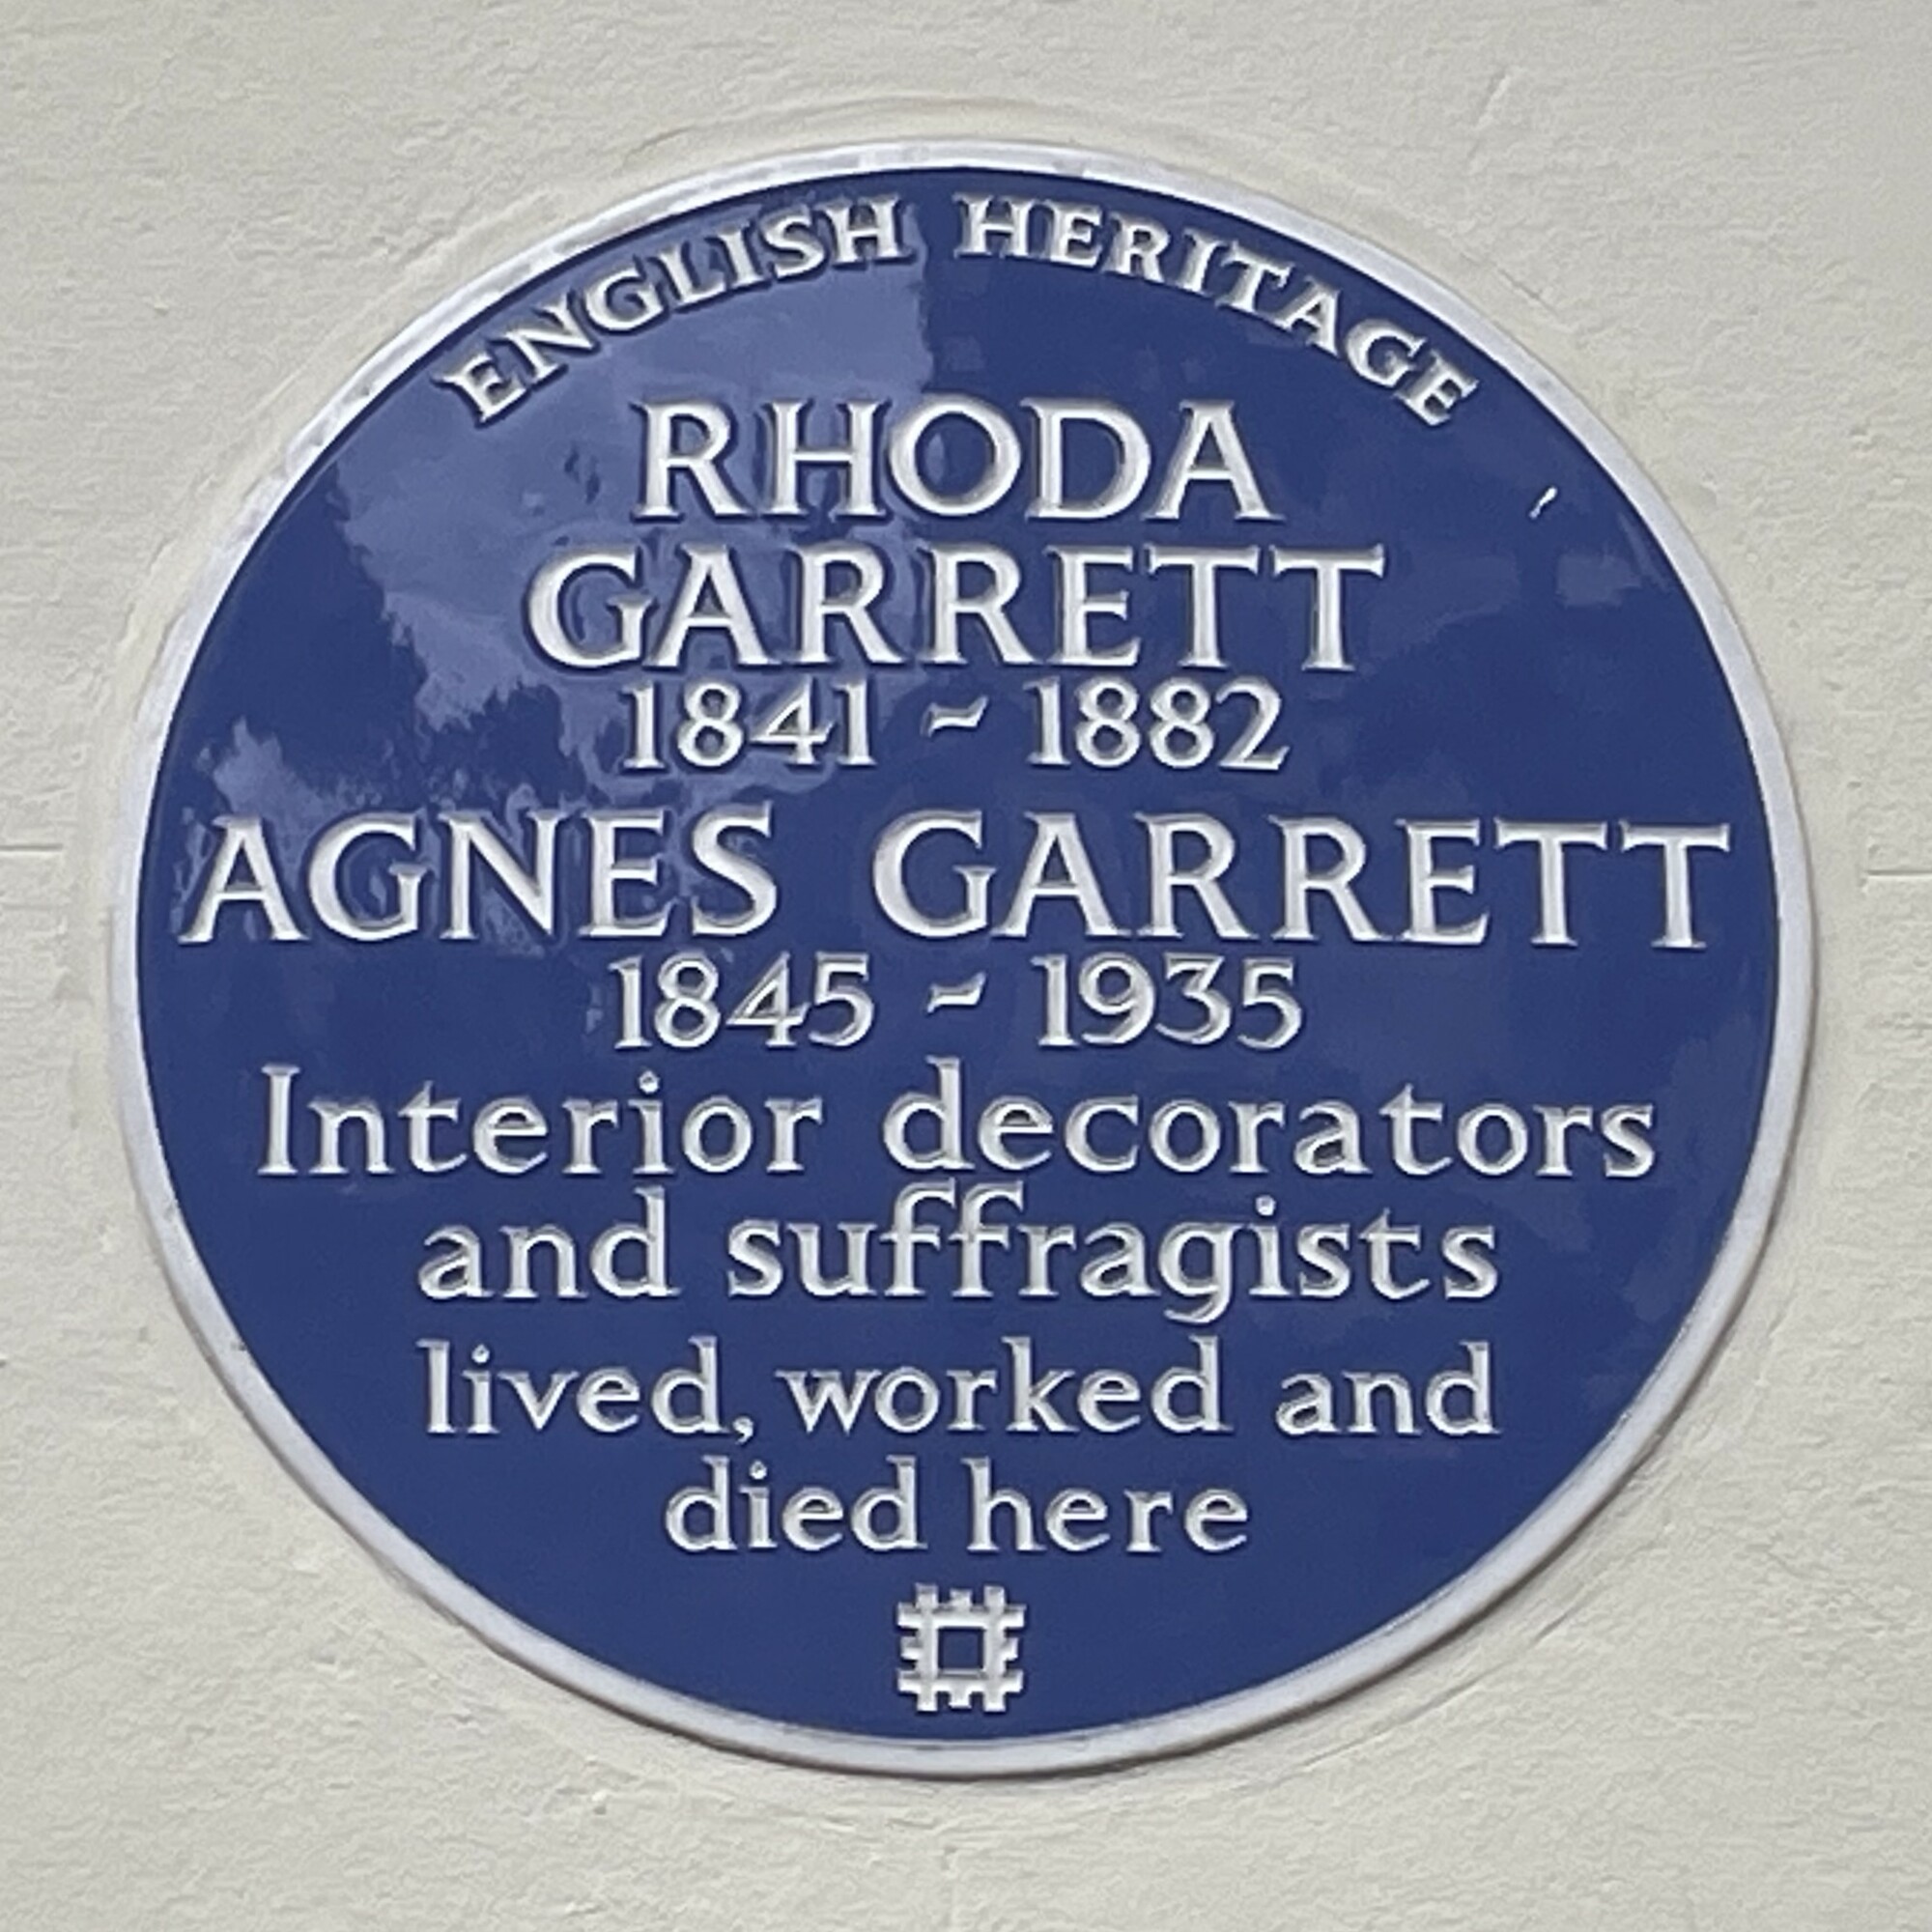 ENGLISH HERITAGE
RHODA
GARRETT
1841 - 1882
AGNES GARRETT
1845 - 1935
Interior decorators
and suffragists
lived, worked and
died here